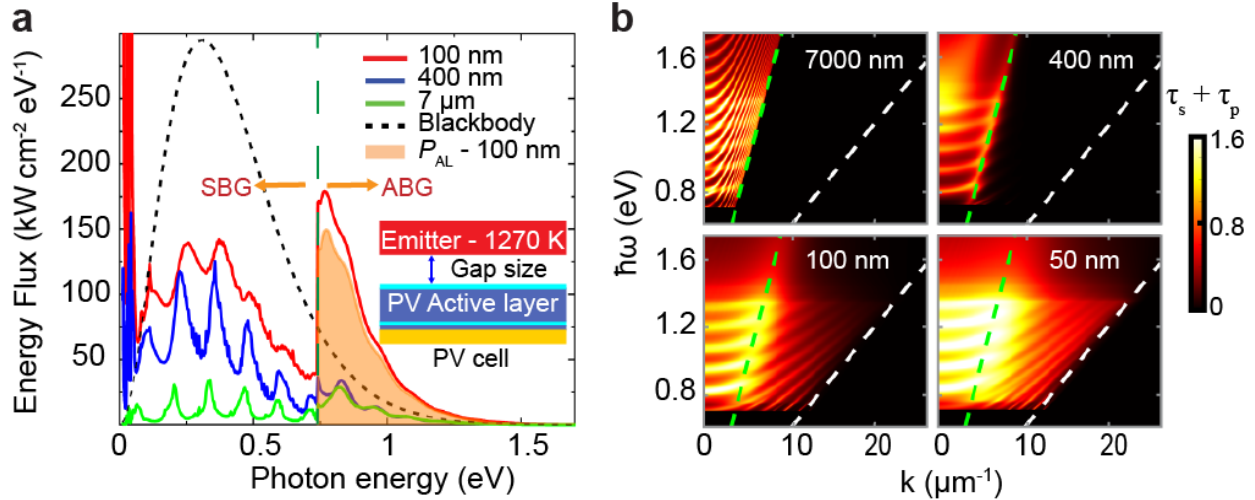 a
Energy Flux (kW cm⁻² eV⁻¹)
250
200
150
100
50
0
0.5
1
1.5
Photon energy (eV)
100 nm
400 nm
7 µm
Blackbody
P_AL - 100 nm
SBG
ABG
Emitter - 1270 K
Gap size
PV Active layer
PV cell
b
ħω (eV)
1.6
1.2
0.8
1.6
1.2
0.8
7000 nm
400 nm
100 nm
50 nm
0
10
20
0
10
20
k (µm⁻¹)
τ_s + τ_p
1.6
0.8
0